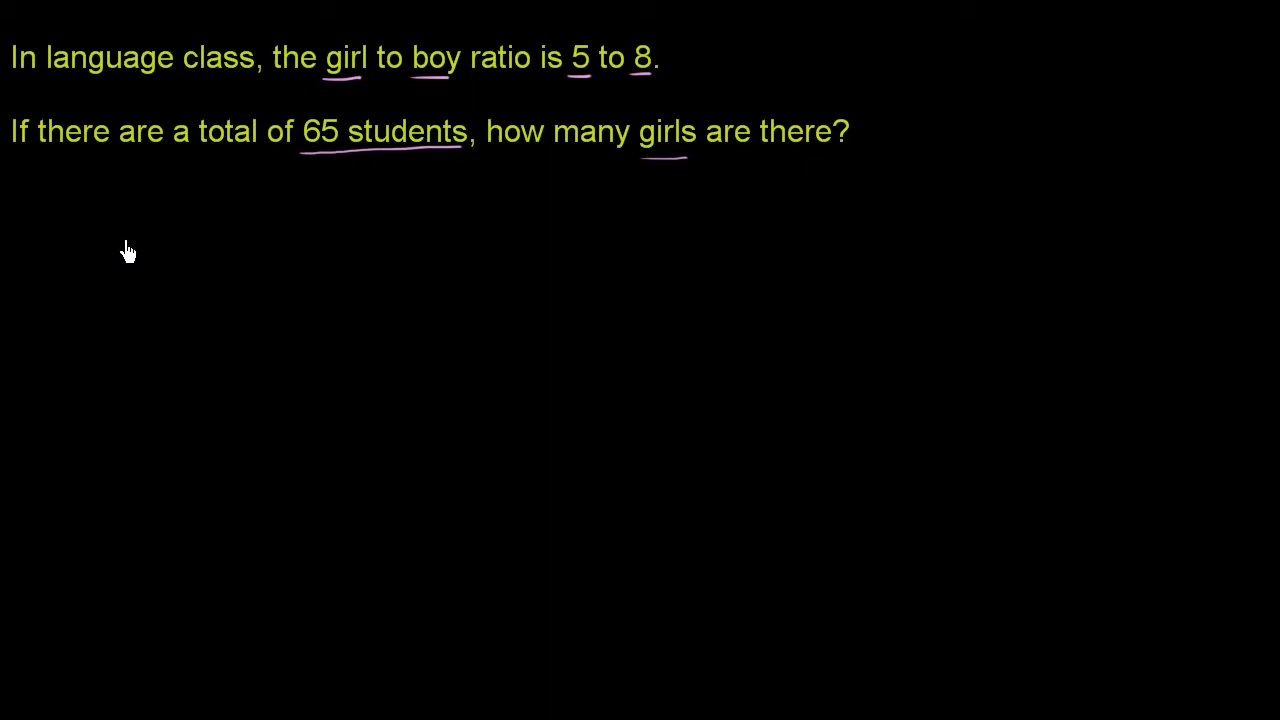 In language class, the girl to boy ratio is 5 to 8.
If there are a total of 65 students, how many girls are there?